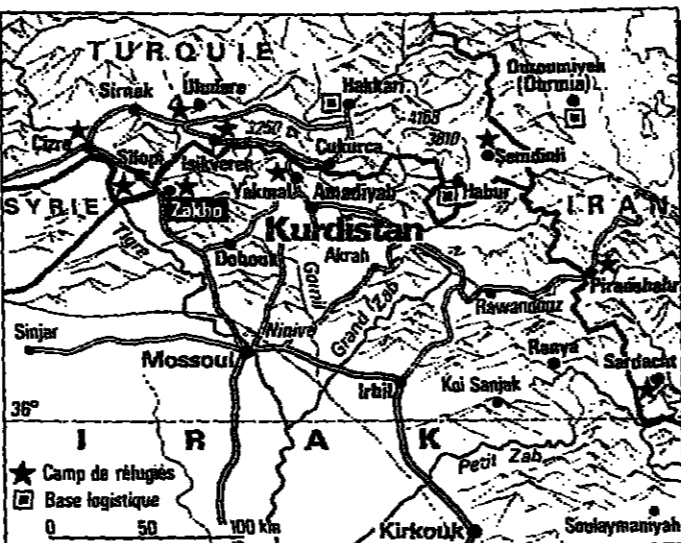 TURQUIE
Sirnak
Uludere
Hakkari
Ouroumiyeh
(Ourmia)
3250
4168
3810
Cizre
Silopi
Isikveren
Cukurca
Semdinli
Yekmala
Amadiyah
Habur
SYRIE
Zakho
IRAN
Kurdistan
Tigre
Dohouk
Akrah
Gomil
Grand Zab
Piranshahr
Rawandouz
Sinjar
Ninive
Mossoul
Ranya
Sardacht
Irbil
Koi Sanjak
36°
IRAK
Petit Zab
Camp de réfugiés
Base logistique
0 50 100 km
Kirkouk
Soulaymaniyah